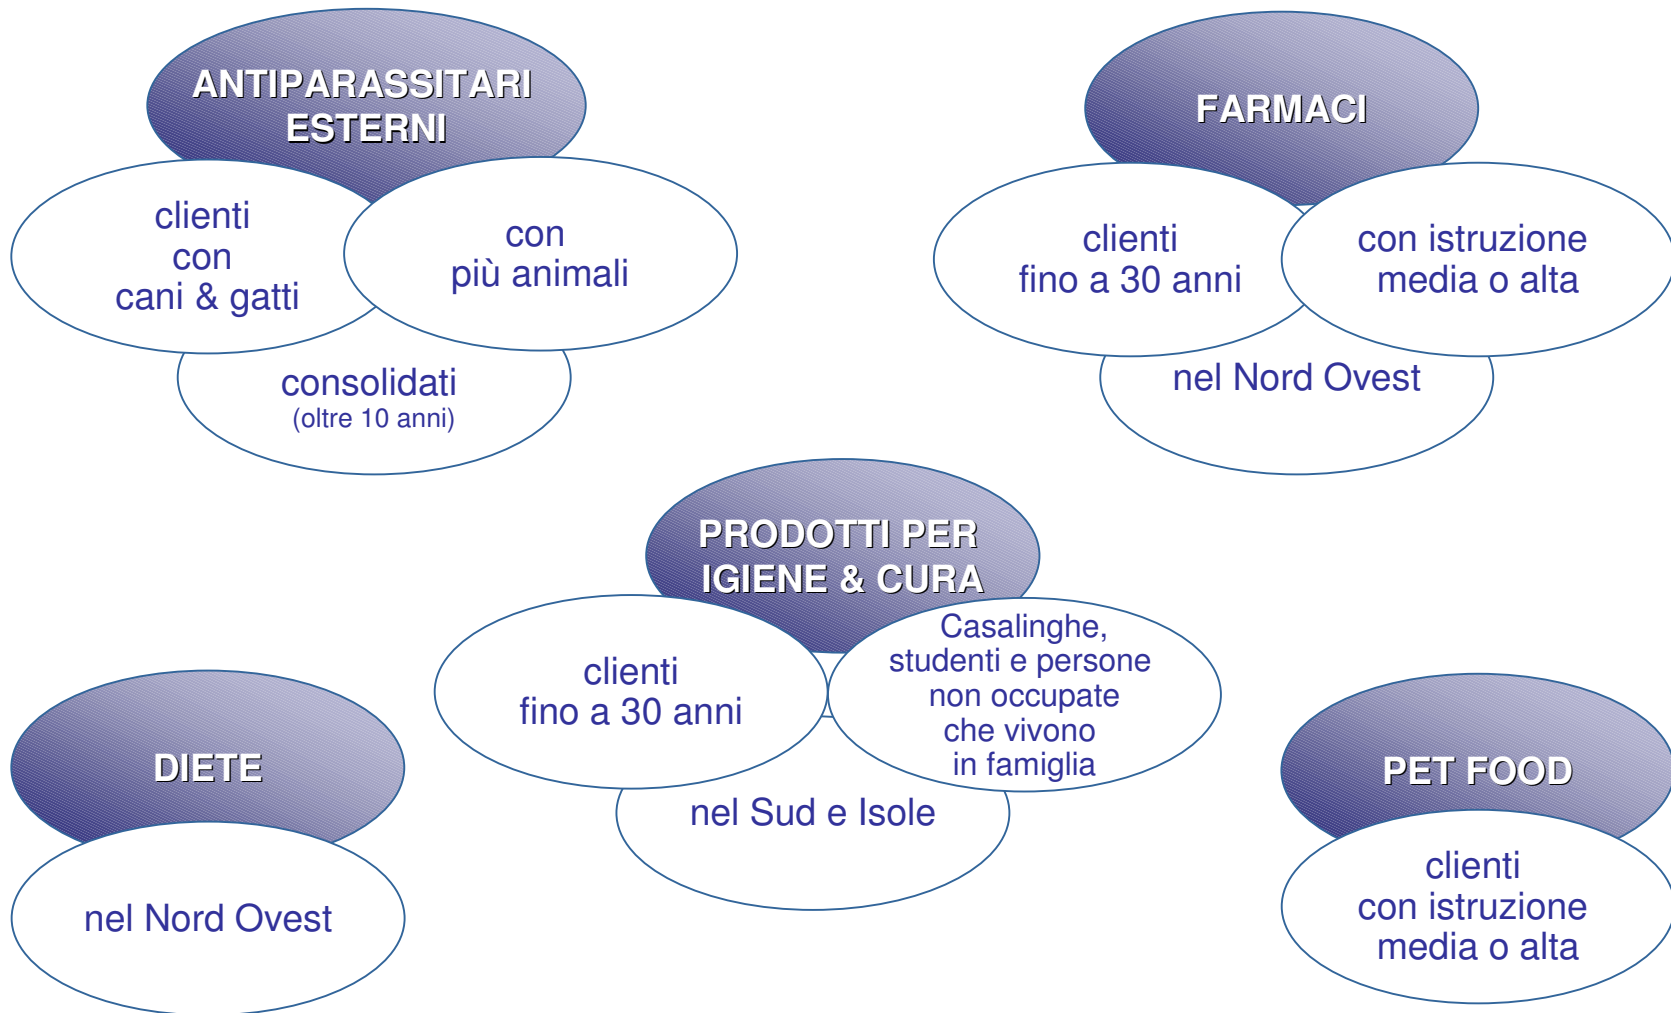 ANTIPARASSITARI
ESTERNI
clienti
con
cani & gatti
con
più animali
consolidati
(oltre 10 anni)
FARMACI
clienti
fino a 30 anni
con istruzione
media o alta
nel Nord Ovest
PRODOTTI PER
IGIENE & CURA
clienti
fino a 30 anni
Casalinghe,
studenti e persone
non occupate
che vivono
in famiglia
nel Sud e Isole
DIETE
nel Nord Ovest
PET FOOD
clienti
con istruzione
media o alta